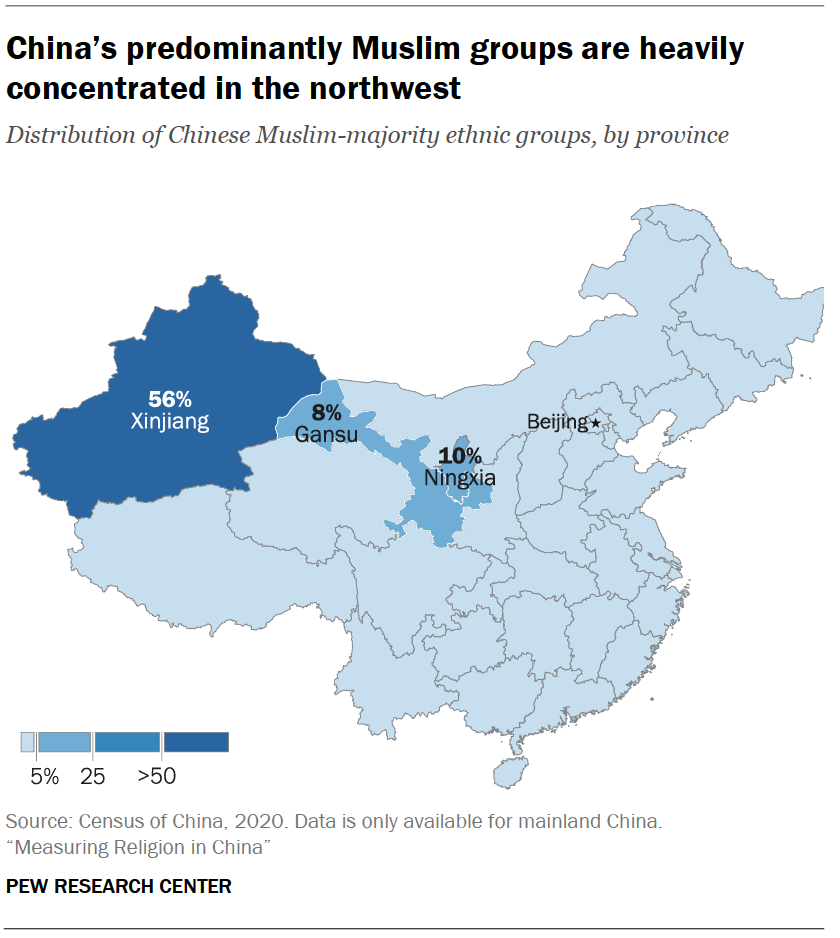 China’s predominantly Muslim groups are heavily
concentrated in the northwest
Distribution of Chinese Muslim-majority ethnic groups, by province
56%
Xinjiang
8%
Gansu
Beijing
10%
Ningxia
5% 25 >50
Source: Census of China, 2020. Data is only available for mainland China.
“Measuring Religion in China”
PEW RESEARCH CENTER